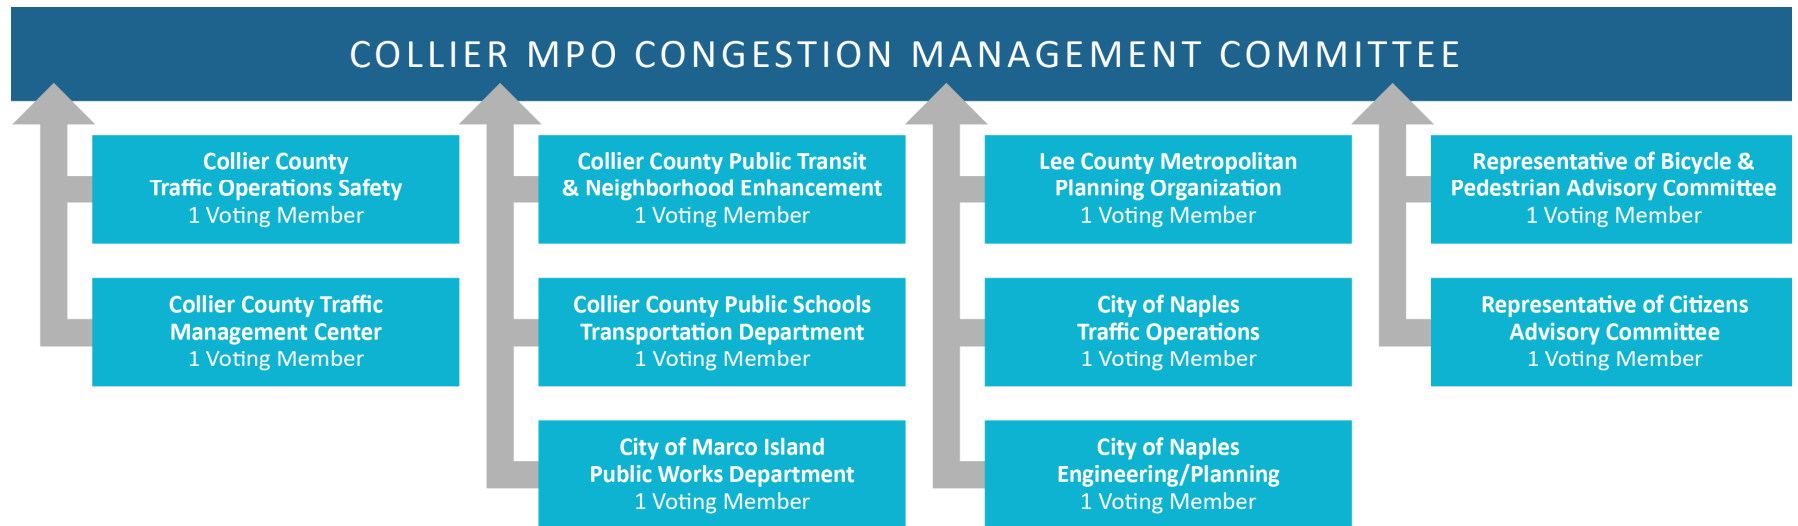 COLLIER MPO CONGESTION MANAGEMENT COMMITTEE
Collier County
Traffic Operations Safety
1 Voting Member
Collier County Traffic
Management Center
1 Voting Member
Collier County Public Transit
& Neighborhood Enhancement
1 Voting Member
Collier County Public Schools
Transportation Department
1 Voting Member
City of Marco Island
Public Works Department
1 Voting Member
Lee County Metropolitan
Planning Organization
1 Voting Member
City of Naples
Traffic Operations
1 Voting Member
City of Naples
Engineering/Planning
1 Voting Member
Representative of Bicycle &
Pedestrian Advisory Committee
1 Voting Member
Representative of Citizens
Advisory Committee
1 Voting Member